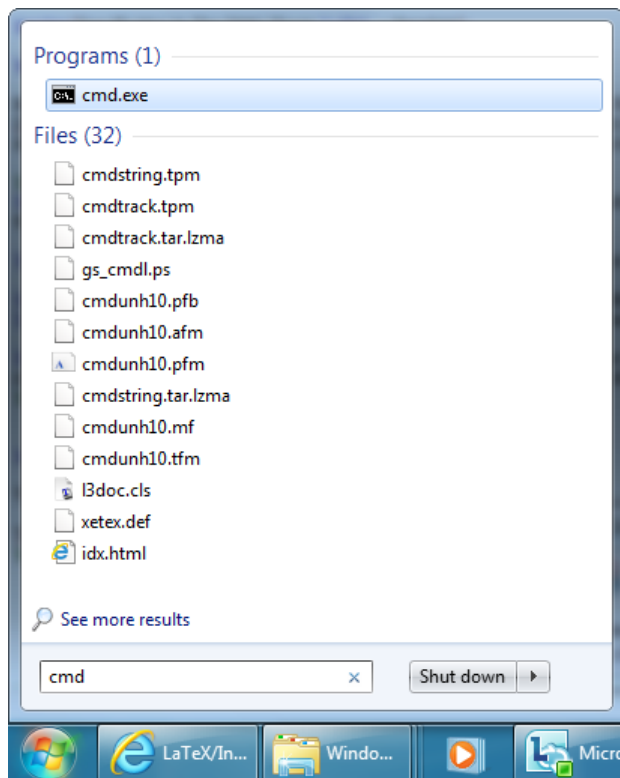 Programs (1)
C:\.
cmd.exe
Files (32)
cmdstring.tpm
cmdtrack.tpm
cmdtrack.tar.lzma
gs_cmdl.ps
cmdunh10.pfb
cmdunh10.afm
cmdunh10.pfm
cmdstring.tar.lzma
cmdunh10.mf
cmdunh10.tfm
l3doc.cls
xetex.def
idx.html
See more results
cmd
Shut down
LaTeX/In...
Windo...
Micro